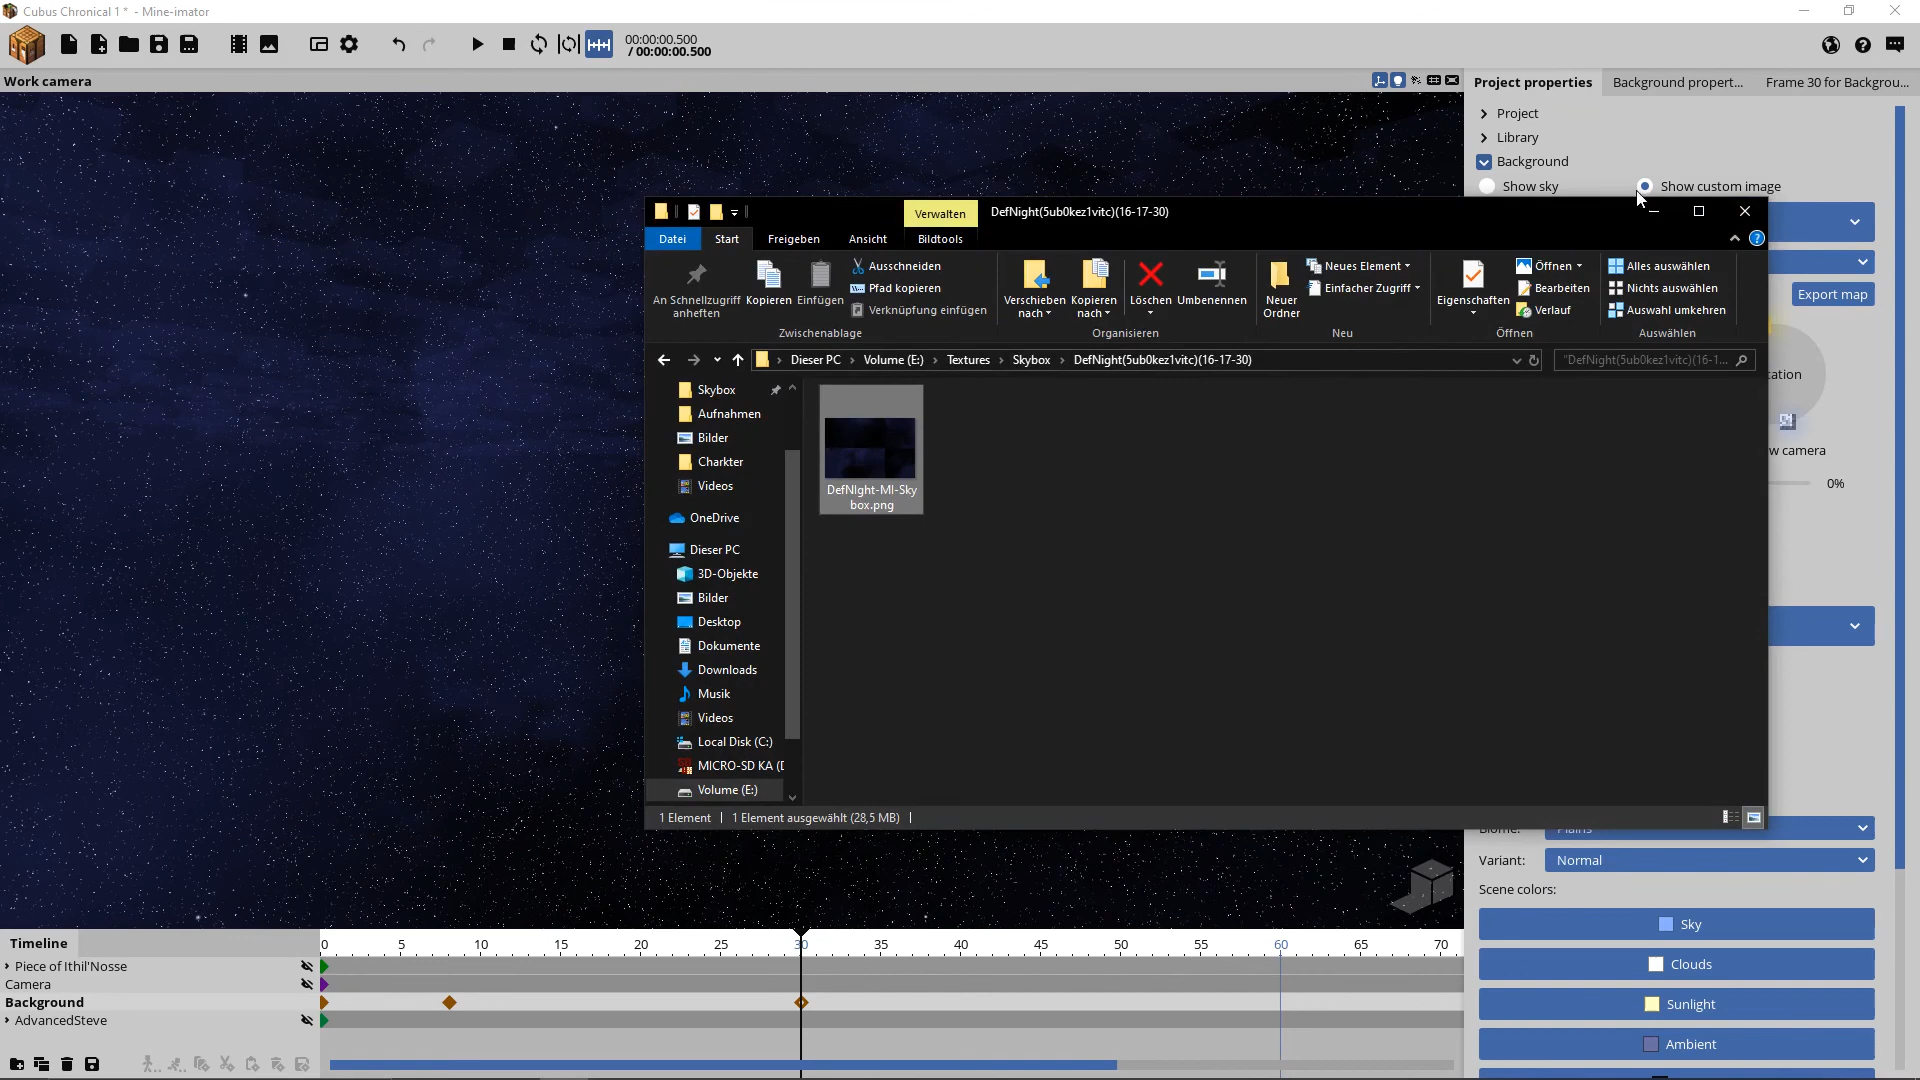 Cubus Chronical 1 * - Mine-imator
00:00:00.500
/ 00:00:00.500
Work camera
Project properties
Background propert...
Frame 30 for Backgrou...
Project
Library
Background
Show sky
Show custom image
Verwalten
DefNight(5ub0kez1vitc)(16-17-30)
Datei
Start
Freigeben
Ansicht
Bildtools
An Schnellzugriff
anheften
Kopieren
Einfügen
Ausschneiden
Pfad kopieren
Verknüpfung einfügen
Zwischenablage
Verschieben
nach
Kopieren
nach
Löschen
Umbenennen
Organisieren
Neuer
Ordner
Neues Element
Einfacher Zugriff
Neu
Eigenschaften
Öffnen
Bearbeiten
Verlauf
Öffnen
Alles auswählen
Nichts auswählen
Auswahl umkehren
Auswählen
Export map
Dieser PC
Volume (E:)
Textures
Skybox
DefNight(5ub0kez1vitc)(16-17-30)
"DefNight(5ub0kez1vitc)(16-1...
Skybox
Aufnahmen
Bilder
Charkter
Videos
OneDrive
Dieser PC
3D-Objekte
Bilder
Desktop
Dokumente
Downloads
Musik
Videos
Local Disk (C:)
MICRO-SD KA (
Volume (E:)
DefNIght-MI-Sky
box.png
1 Element
1 Element ausgewählt (28,5 MB)
camera
0%
Biome:
Plains
Variant:
Normal
Scene colors:
Sky
Clouds
Sunlight
Ambient
Timeline
0 5 10 15 20 25 30 35 40 45 50 55 60 65 70
Piece of Ithil'Nosse
Camera
Background
AdvancedSteve